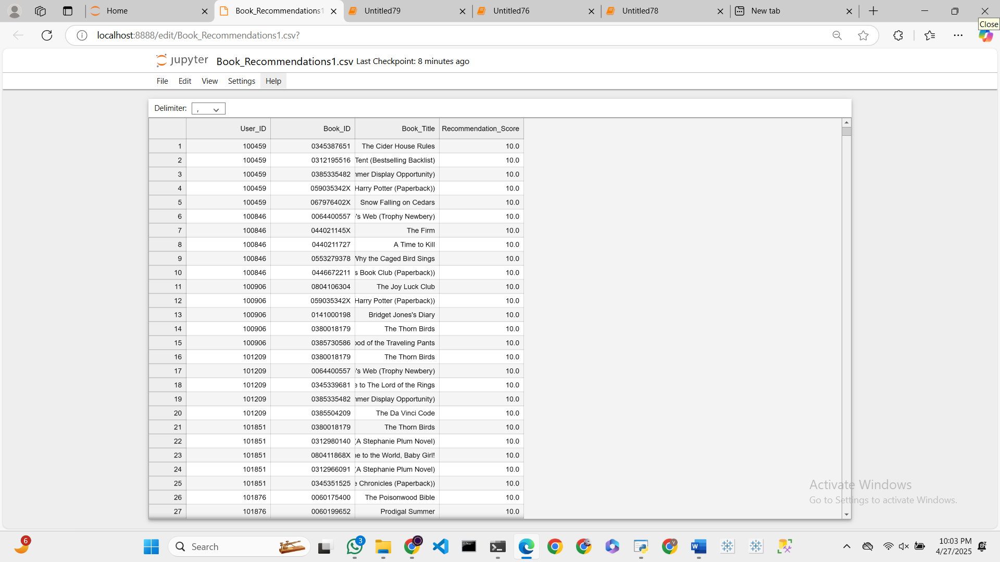 Home
Book_Recommendations1
Untitled79
Untitled76
Untitled78
New tab
Close
localhost:8888/edit/Book_Recommendations1.csv?
jupyter Book_Recommendations1.csv Last Checkpoint: 8 minutes ago
File Edit View Settings Help
Delimiter: ,
User_ID Book_ID Book_Title Recommendation_Score
1 100459 0345387651 The Cider House Rules 10.0
2 100459 0312195516 Tent (Bestselling Backlist) 10.0
3 100459 0385335482 Display Opportunity) 10.0
4 100459 059035342X Harry Potter (Paperback)) 10.0
5 100459 067976402X Snow Falling on Cedars 10.0
6 100846 0064400557 's Web (Trophy Newbery) 10.0
7 100846 044021145X The Firm 10.0
8 100846 0440211727 A Time to Kill 10.0
9 100846 0553279378 Why the Caged Bird Sings 10.0
10 100846 0446672211 s Book Club (Paperback)) 10.0
11 100906 0804106304 The Joy Luck Club 10.0
12 100906 059035342X Harry Potter (Paperback)) 10.0
13 100906 0141000198 Bridget Jones's Diary 10.0
14 100906 0380018179 The Thorn Birds 10.0
15 100906 0385730586 ood of the Traveling Pants 10.0
16 101209 0380018179 The Thorn Birds 10.0
17 101209 0064400557 's Web (Trophy Newbery) 10.0
18 101209 0345339681 e to The Lord of the Rings 10.0
19 101209 0385335482 Display Opportunity) 10.0
20 101209 0385504209 The Da Vinci Code 10.0
21 101851 0380018179 The Thorn Birds 10.0
22 101851 0312980140 (A Stephanie Plum Novel) 10.0
23 101851 080411868X to the World, Baby Girl! 10.0
24 101851 0312966091 (A Stephanie Plum Novel) 10.0
25 101851 0345351525 e Chronicles (Paperback)) 10.0
26 101876 0060175400 The Poisonwood Bible 10.0
27 101876 0060199652 Prodigal Summer 10.0
Activate Windows
Go to Settings to activate Windows.
6
Search
3
V
W
10:03 PM
4/27/2025